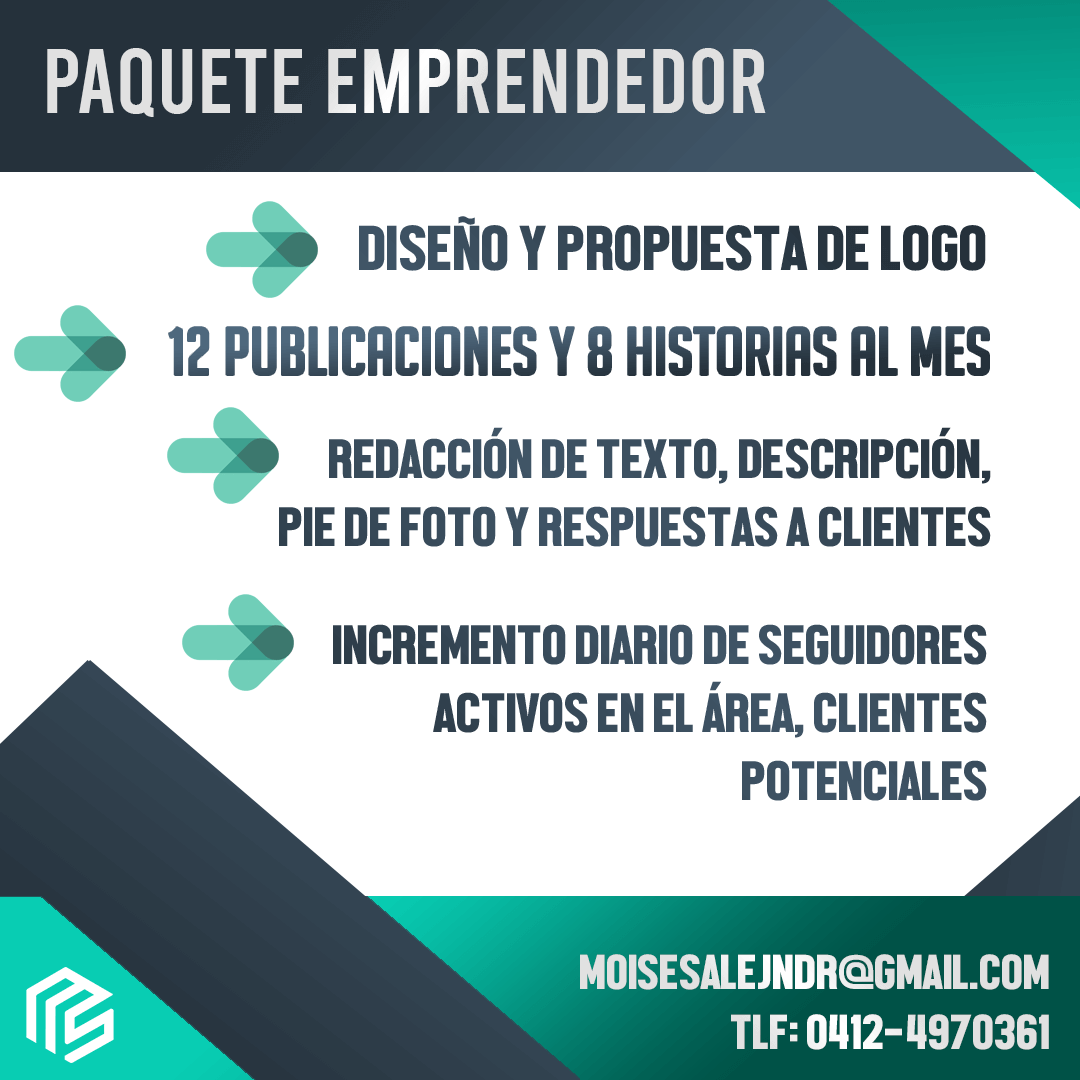 PAQUETE EMPRENDEDOR
DISEÑO Y PROPUESTA DE LOGO
12 PUBLICACIONES Y 8 HISTORIAS AL MES
REDACCIÓN DE TEXTO, DESCRIPCIÓN,
PIE DE FOTO Y RESPUESTAS A CLIENTES
INCREMENTO DIARIO DE SEGUIDORES
ACTIVOS EN EL ÁREA, CLIENTES
POTENCIALES
MOISESALEJNDR@GMAIL.COM
TLF: 0412-4970361